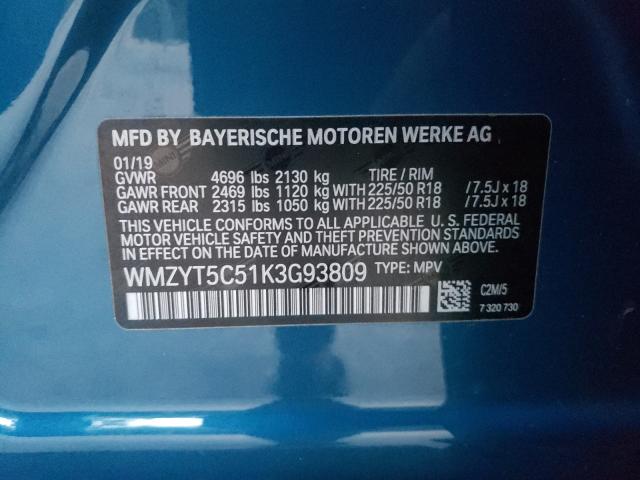 MFD BY BAYERISCHE MOTOREN WERKE AG
01/19
GVWR 4696 lbs 2130 kg TIRE / RIM
GAWR FRONT 2469 lbs 1120 kg WITH 225/50 R18 /7.5J x 18
GAWR REAR 2315 lbs 1050 kg WITH 225/50 R18 /7.5J x 18
THIS VEHICLE CONFORMS TO ALL APPLICABLE U. S. FEDERAL
MOTOR VEHICLE SAFETY AND THEFT PREVENTION STANDARDS
IN EFFECT ON THE DATE OF MANUFACTURE SHOWN ABOVE.
WMZYT5C51K3G93809 TYPE: MPV
C2M/5
7 320 730